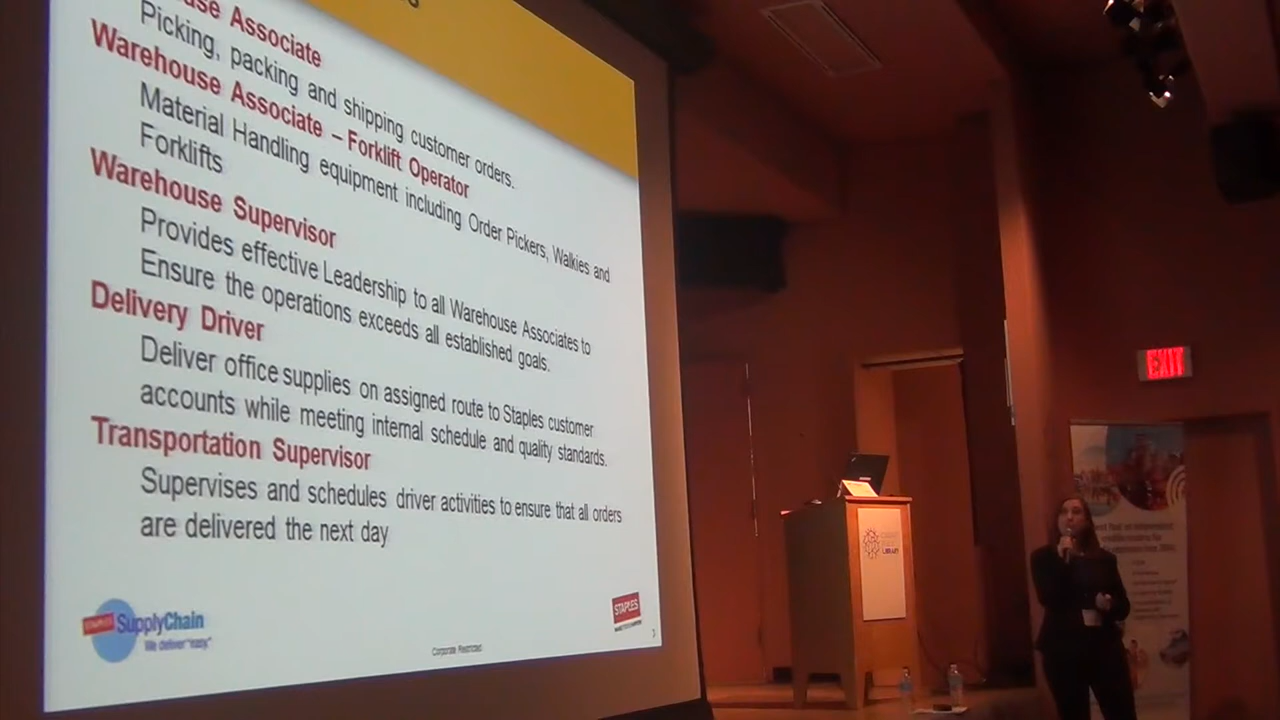 Associate
Picking, packing and shipping customer orders.
Warehouse Associate – Forklift Operator
Material Handling equipment including Order Pickers, Walkies and
Forklifts
Warehouse Supervisor
Provides effective Leadership to all Warehouse Associates to
Ensure the operations exceeds all established goals.
Delivery Driver
Deliver office supplies on assigned route to Staples customer
accounts while meeting internal schedule and quality standards.
Transportation Supervisor
Supervises and schedules driver activities to ensure that all orders
are delivered the next day
STAPLES SupplyChain
We deliver "easy."
Corporate Restricted
STAPLES
3
EXIT
LIBRARY